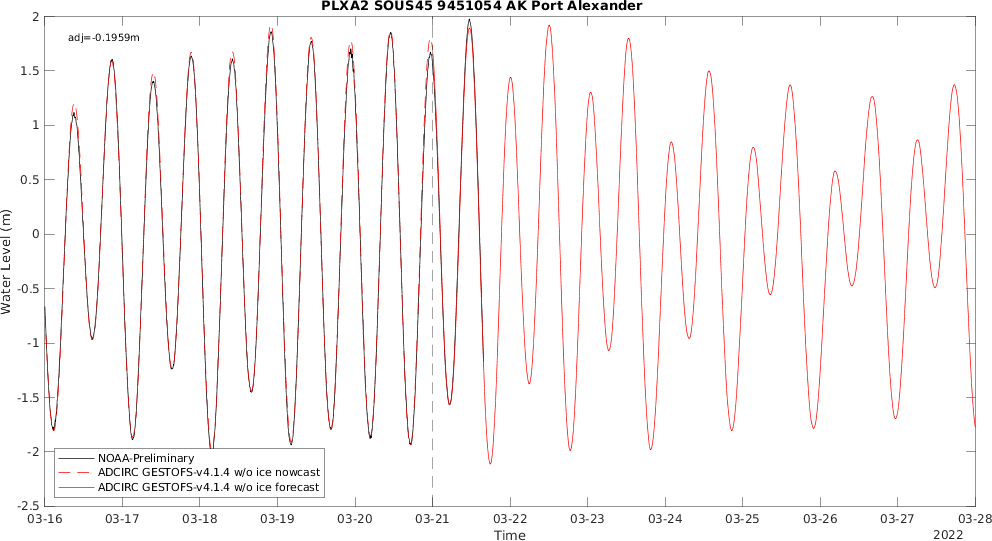 PLXA2 SOUS45 9451054 AK Port Alexander
adj=-0.1959m
2
1.5
1
0.5
0
-0.5
-1
-1.5
-2
-2.5
Water Level (m)
NOAA-Preliminary
ADCIRC GESTOFS-v4.1.4 w/o ice nowcast
ADCIRC GESTOFS-v4.1.4 w/o ice forecast
03-16 03-17 03-18 03-19 03-20 03-21 03-22 03-23 03-24 03-25 03-26 03-27 03-28
Time
2022